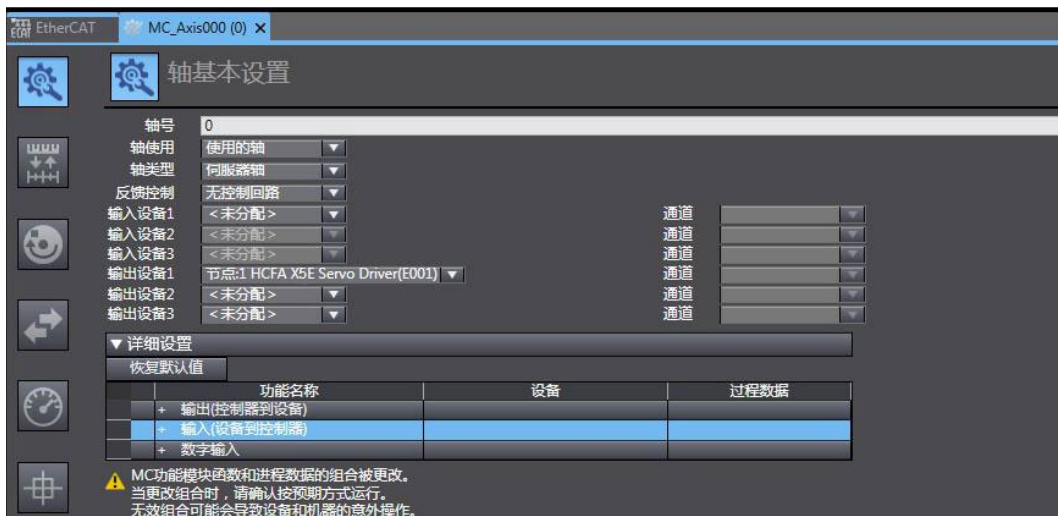 EtherCAT MC_Axis000 (0) ×
轴基本设置
轴号 0
轴使用 使用的轴
轴类型 伺服器轴
反馈控制 无控制回路
输入设备1 <未分配> 通道
输入设备2 <未分配> 通道
输入设备3 <未分配> 通道
输出设备1 节点:1 HCFA X5E Servo Driver(E001) 通道
输出设备2 <未分配> 通道
输出设备3 <未分配> 通道
▼详细设置
恢复默认值
功能名称 设备 过程数据
+ 输出(控制器到设备)
+ 输入(设备到控制器)
+ 数字输入
MC功能模块函数和进程数据的组合被更改。
当更改组合时，请确认按预期方式运行。
无效组合可能会导致设备和机器的意外操作。